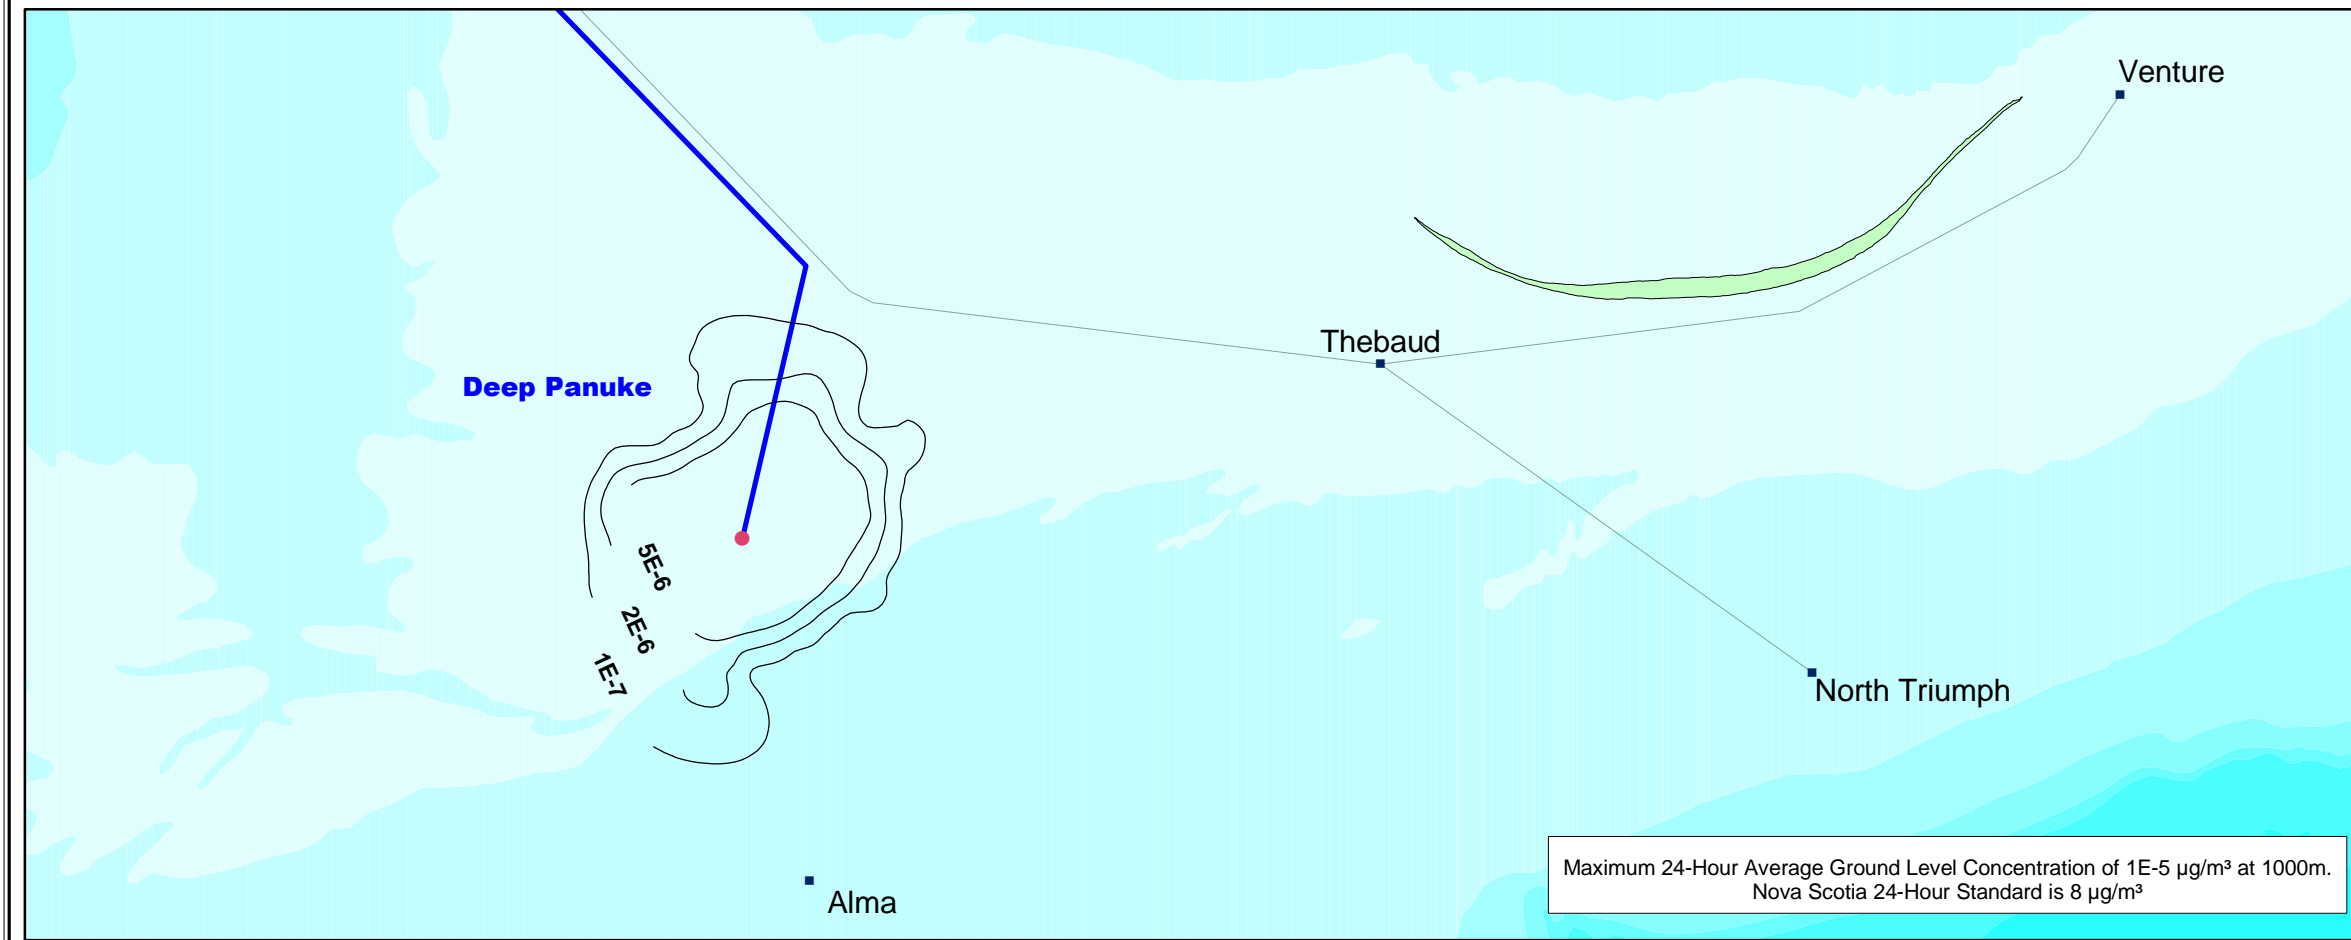 Venture
Thebaud
Deep Panuke
5E-6
2E-6
1E-7
North Triumph
Maximum 24-Hour Average Ground Level Concentration of 1E-5 µg/m³ at 1000m.
Nova Scotia 24-Hour Standard is 8 µg/m³
Alma